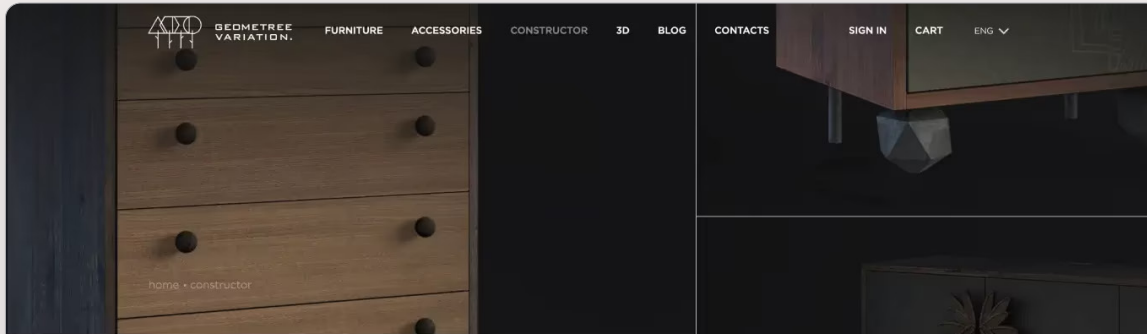 GEOMETREE
VARIATION.
FURNITURE
ACCESSORIES
CONSTRUCTOR
3D
BLOG
CONTACTS
SIGN IN
CART
ENG
home • constructor